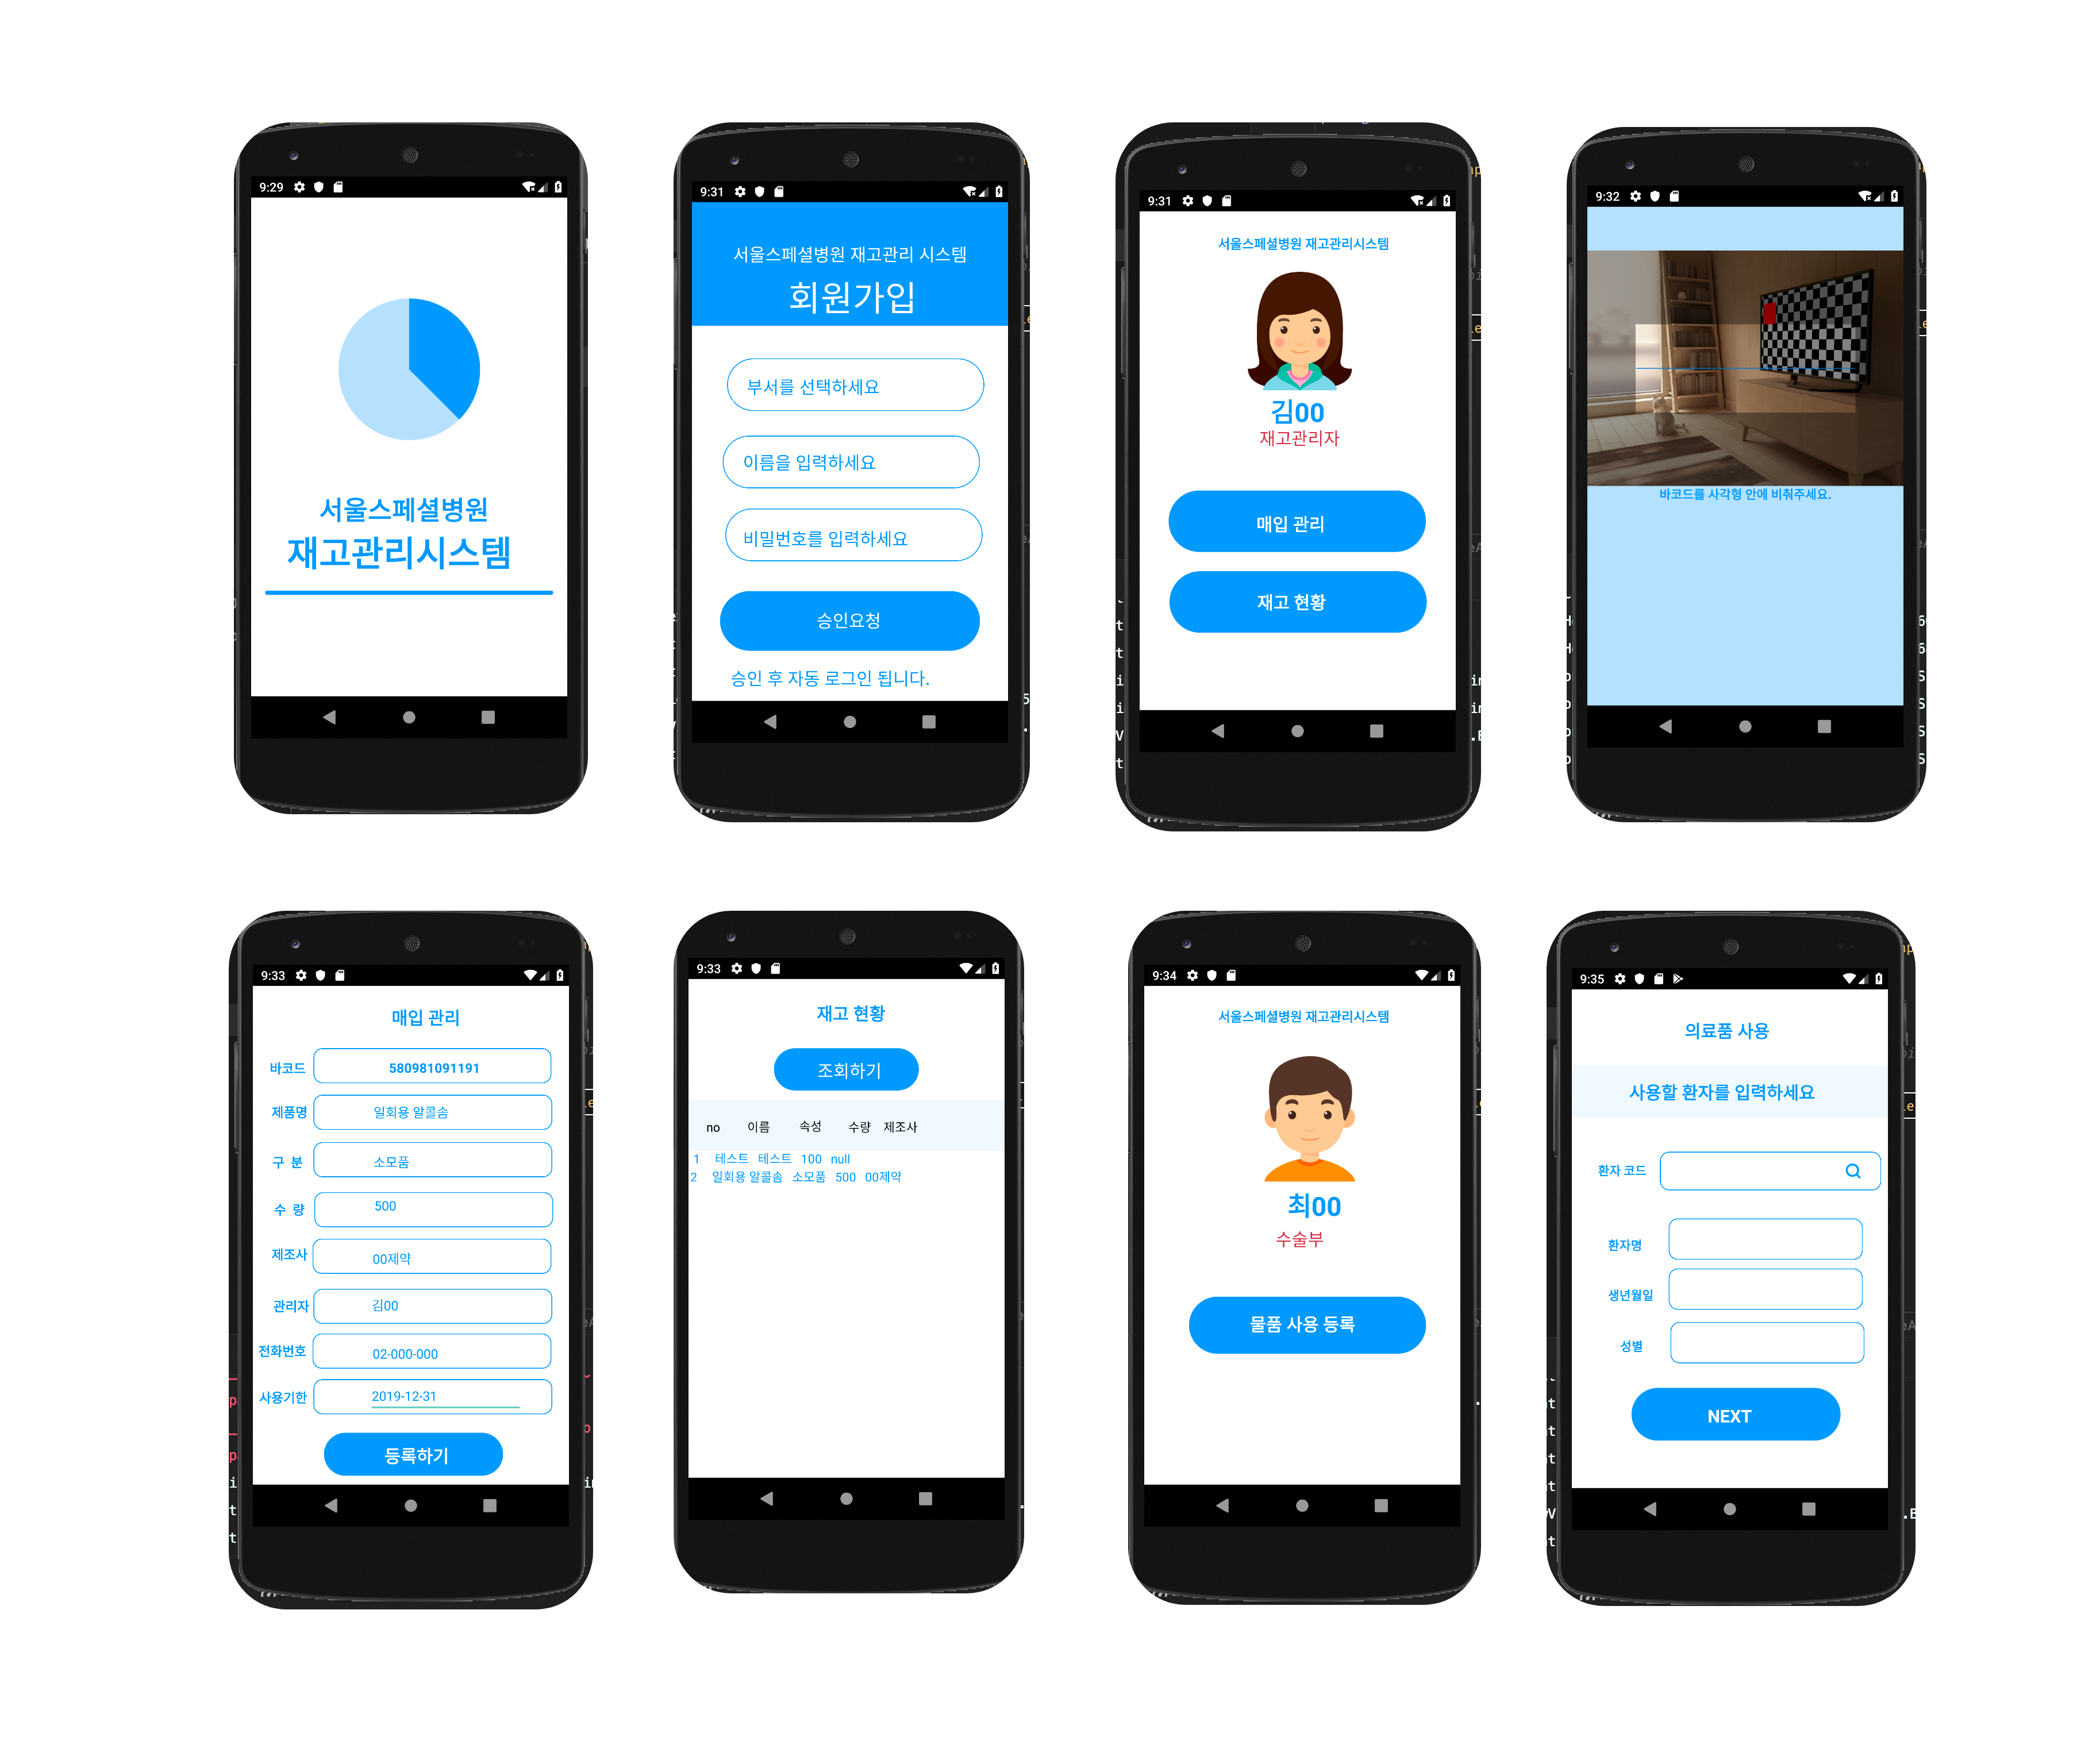 9:29
서울스페셜병원
재고관리시스템
9:31
서울스페셜병원 재고관리 시스템
회원가입
부서를 선택하세요
이름을 입력하세요
비밀번호를 입력하세요
승인요청
승인 후 자동 로그인 됩니다.
9:31
서울스페셜병원 재고관리시스템
김00
재고관리자
매입 관리
재고 현황
9:32
바코드를 사각형 안에 비춰주세요.
9:33
매입 관리
바코드 580981091191
제품명 일회용 알콜솜
구 분 소모품
수 량 500
제조사 00제약
관리자 김00
전화번호 02-000-000
사용기한 2019-12-31
등록하기
9:33
재고 현황
조회하기
no 이름 속성 수량 제조사
1 테스트 테스트 100 null
2 일회용 알콜솜 소모품 500 00제약
9:34
서울스페셜병원 재고관리시스템
최00
수술부
물품 사용 등록
9:35
의료품 사용
사용할 환자를 입력하세요
환자 코드
환자명
생년월일
성별
NEXT